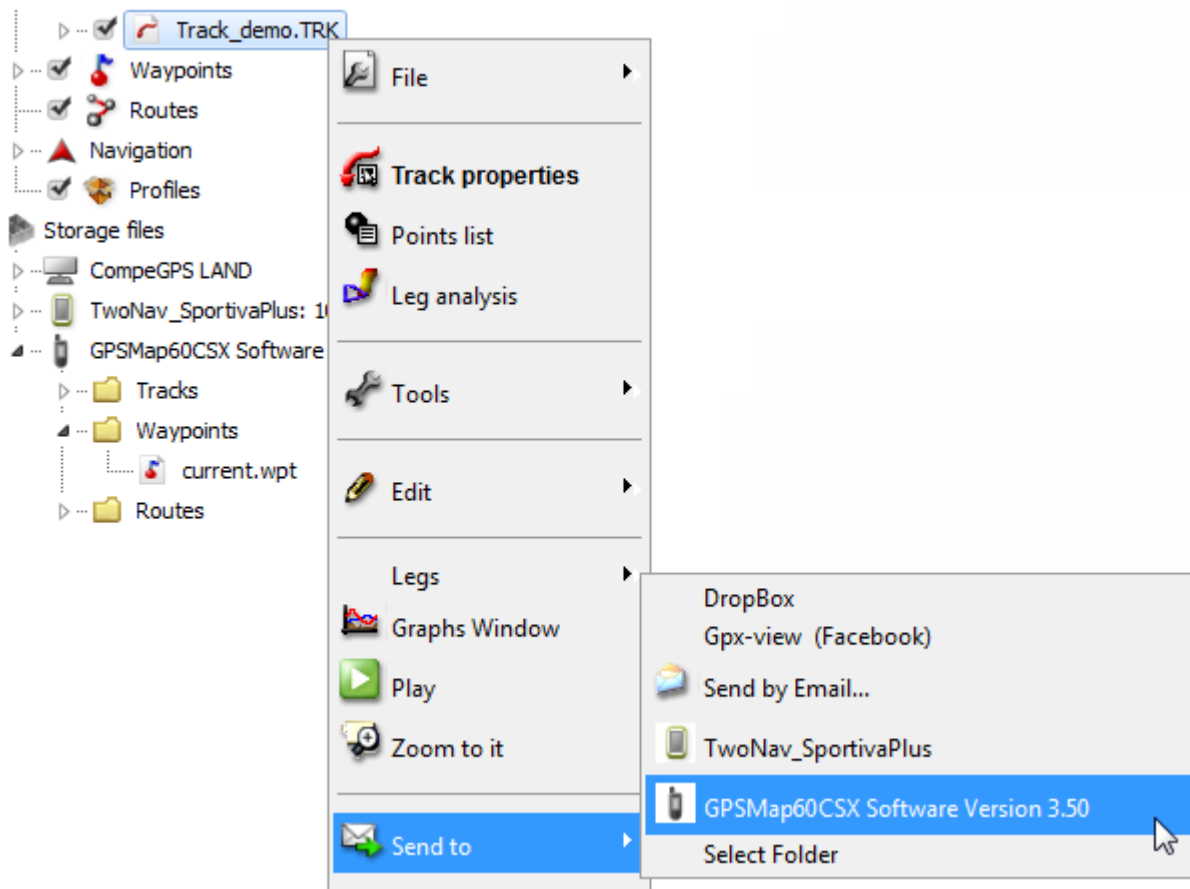 Track_demo.TRK
Waypoints
Routes
Navigation
Profiles
Storage files
CompeGPS LAND
TwoNav_SportivaPlus: 1
GPSMap60CSX Software
Tracks
Waypoints
current.wpt
Routes
File
Track properties
Points list
Leg analysis
Tools
Edit
Legs
Graphs Window
Play
Zoom to it
Send to
DropBox
Gpx-view (Facebook)
Send by Email...
TwoNav_SportivaPlus
GPSMap60CSX Software Version 3.50
Select Folder